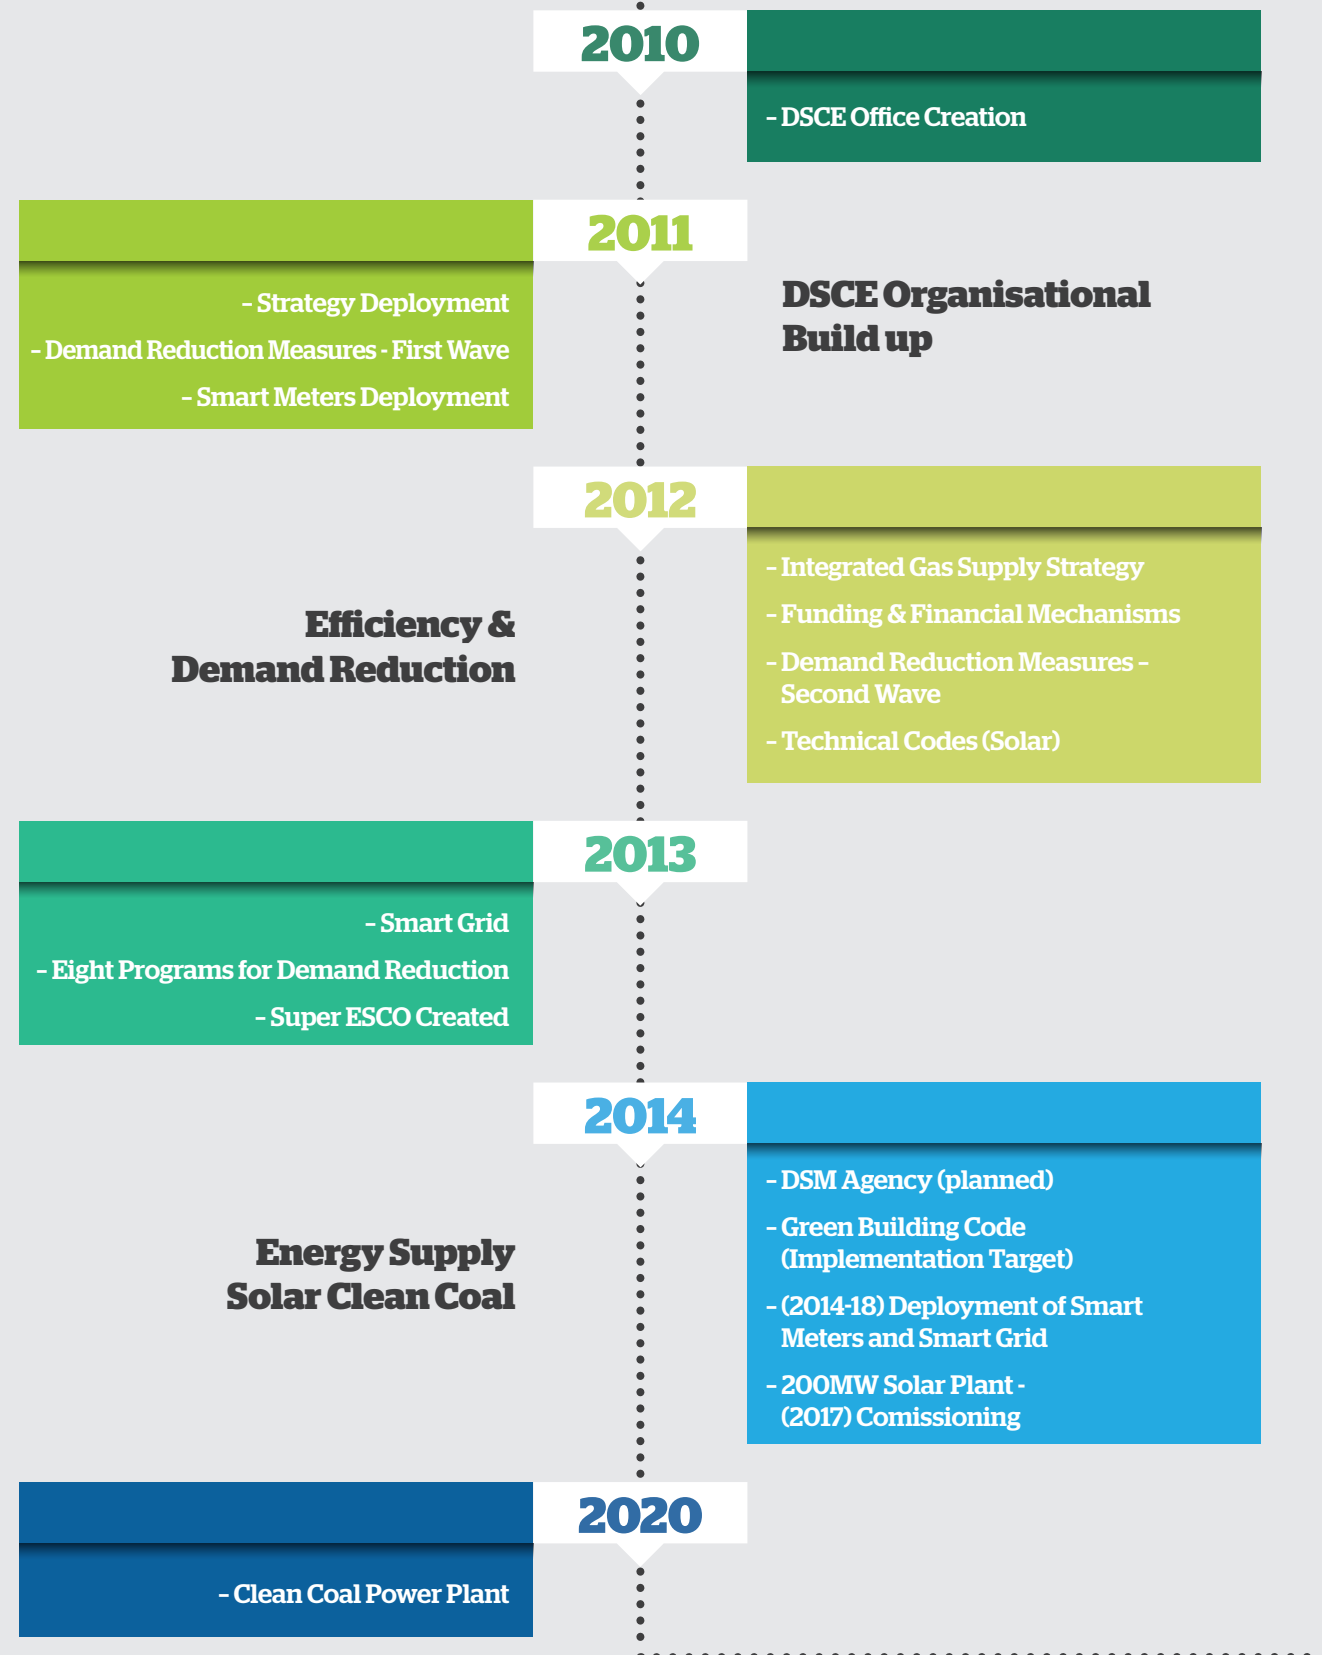 2010
– DSCE Office Creation
2011
– Strategy Deployment
– Demand Reduction Measures - First Wave
– Smart Meters Deployment
DSCE Organisational
Build up
2012
– Integrated Gas Supply Strategy
– Funding & Financial Mechanisms
– Demand Reduction Measures –
Second Wave
– Technical Codes (Solar)
Efficiency &
Demand Reduction
2013
– Smart Grid
– Eight Programs for Demand Reduction
– Super ESCO Created
2014
– DSM Agency (planned)
– Green Building Code
(Implementation Target)
– (2014-18) Deployment of Smart
Meters and Smart Grid
– 200MW Solar Plant -
(2017) Comissioning
Energy Supply
Solar Clean Coal
2020
– Clean Coal Power Plant